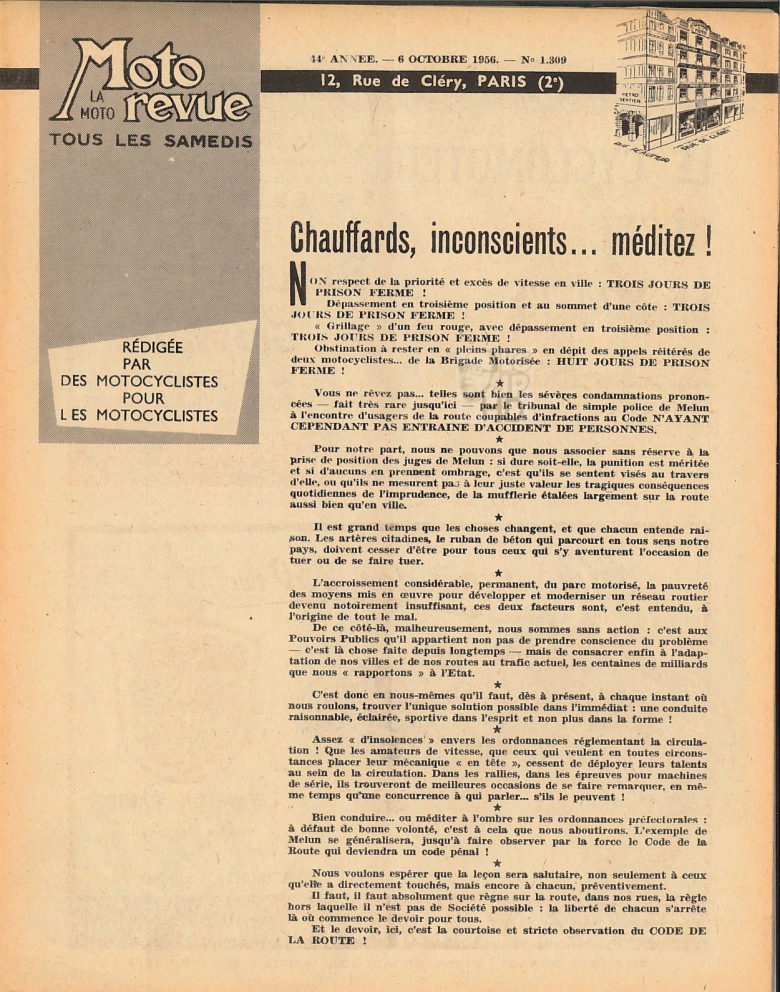 44e ANNEE. — 6 OCTOBRE 1956. — No 1.309
12, Rue de Cléry, PARIS (2e)
Moto
LA
MOTO
revue
TOUS LES SAMEDIS
METRO
SENTIER
RUE DE CLERY
RÉDIGÉE
PAR
DES MOTOCYCLISTES
POUR
LES MOTOCYCLISTES
Chauffards, inconscients... méditez !
NON respect de la priorité et excès de vitesse en ville : TROIS JOURS DE
PRISON FERME !
Dépassement en troisième position et au sommet d'une côte : TROIS
JOURS DE PRISON FERME !
« Grillage » d'un feu rouge, avec dépassement en troisième position :
TROIS JOURS DE PRISON FERME !
Obstination à rester en « pleins phares » en dépit des appels réitérés de
deux motocyclistes... de la Brigade Motorisée : HUIT JOURS DE PRISON
FERME !
★
Vous ne rêvez pas... telles sont bien les sévères condamnations pronon-
cées — fait très rare jusqu'ici — par le tribunal de simple police de Melun
à l'encontre d'usagers de la route coupables d'infractions au Code N'AYANT
CEPENDANT PAS ENTRAINE D'ACCIDENT DE PERSONNES.
★
Pour notre part, nous ne pouvons que nous associer sans réserve à la
prise de position des juges de Melun : si dure soit-elle, la punition est méritée
et si d'aucuns en prennent ombrage, c'est qu'ils se sentent visés au travers
d'elle, ou qu'ils ne mesurent pas à leur juste valeur les tragiques conséquences
quotidiennes de l'imprudence, de la mufflerie étalées largement sur la route
aussi bien qu'en ville.
★
Il est grand temps que les choses changent, et que chacun entende rai-
son. Les artères citadines, le ruban de béton qui parcourt en tous sens notre
pays, doivent cesser d'être pour tous ceux qui s'y aventurent l'occasion de
tuer ou de se faire tuer.
★
L'accroissement considérable, permanent, du parc motorisé, la pauvreté
des moyens mis en œuvre pour développer et moderniser un réseau routier
devenu notoirement insuffisant, ces deux facteurs sont, c'est entendu, à
l'origine de tout le mal.
De ce côté-là, malheureusement, nous sommes sans action : c'est aux
Pouvoirs Publics qu'il appartient non pas de prendre conscience du problème
— c'est là chose faite depuis longtemps — mais de consacrer enfin à l'adap-
tation de nos villes et de nos routes au trafic actuel, les centaines de milliards
que nous « rapportons » à l'Etat.
★
C'est donc en nous-mêmes qu'il faut, dès à présent, à chaque instant où
nous roulons, trouver l'unique solution possible dans l'immédiat : une conduite
raisonnable, éclairée, sportive dans l'esprit et non plus dans la forme !
★
Assez « d'insolences » envers les ordonnances réglementant la circula-
tion ! Que les amateurs de vitesse, que ceux qui veulent en toutes circons-
tances placer leur mécanique « en tête », cessent de déployer leurs talents
au sein de la circulation. Dans les rallies, dans les épreuves pour machines
de série, ils trouveront de meilleures occasions de se faire remarquer, en mê-
me temps qu'une concurrence à qui parler... s'ils le peuvent !
★
Bien conduire... ou méditer à l'ombre sur les ordonnances préfectorales :
à défaut de bonne volonté, c'est à cela que nous aboutirons. L'exemple de
Melun se généralisera, jusqu'à faire observer par la force le Code de la
Route qui deviendra un code pénal !
★
Nous voulons espérer que la leçon sera salutaire, non seulement à ceux
qu'elle a directement touchés, mais encore à chacun, préventivement.
Il faut, il faut absolument que règne sur la route, dans nos rues, la règle
hors laquelle il n'est pas de Société possible : la liberté de chacun s'arrête
là où commence le devoir pour tous.
Et le devoir, ici, c'est la courtoise et stricte observation du CODE DE
LA ROUTE !